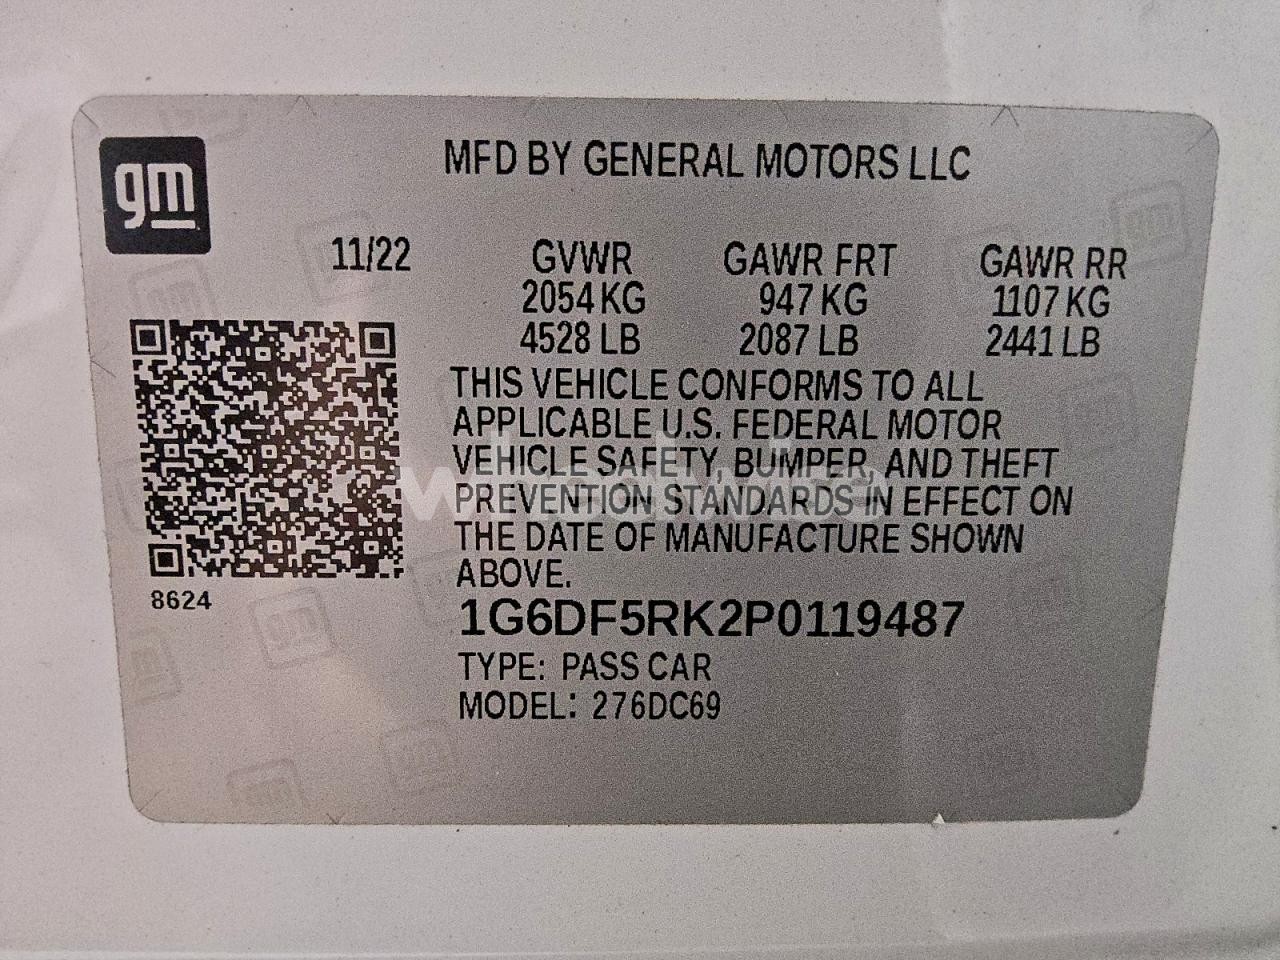 gm
MFD BY GENERAL MOTORS LLC
11/22 GVWR GAWR FRT GAWR RR
2054 KG 947 KG 1107 KG
4528 LB 2087 LB 2441 LB
THIS VEHICLE CONFORMS TO ALL
APPLICABLE U.S. FEDERAL MOTOR
VEHICLE SAFETY, BUMPER, AND THEFT
PREVENTION STANDARDS IN EFFECT ON
THE DATE OF MANUFACTURE SHOWN
ABOVE.
8624
1G6DF5RK2P0119487
TYPE: PASS CAR
MODEL: 276DC69